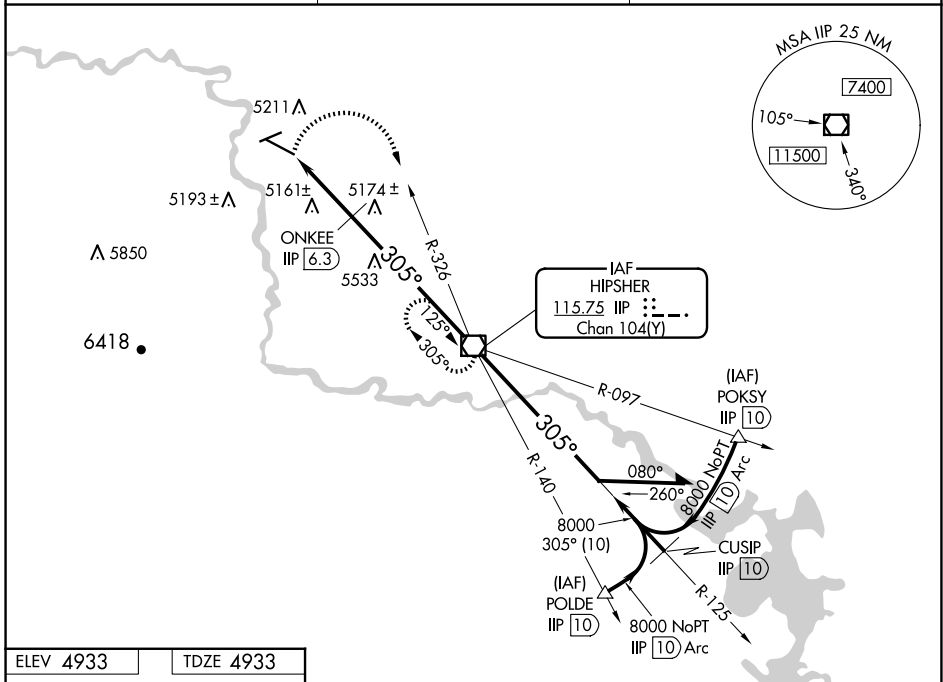 MSA IIP 25 NM
7400
105°
11500
340°
5211
5193 ±
5161±
5174 ±
ONKEE
IIP 6.3
5850
5533
305°
R-326
6418
125°
305°
IAF
HIPSHER
115.75 IIP
Chan 104(Y)
R-097
(IAF)
POKSY
IIP 10
305°
R-140
080°
260°
8000 NoPT
IIP 10 Arc
8000
305° (10)
CUSIP
IIP 10
R-125
(IAF)
POLDE
IIP 10
8000 NoPT
IIP 10 Arc
ELEV 4933
TDZE 4933